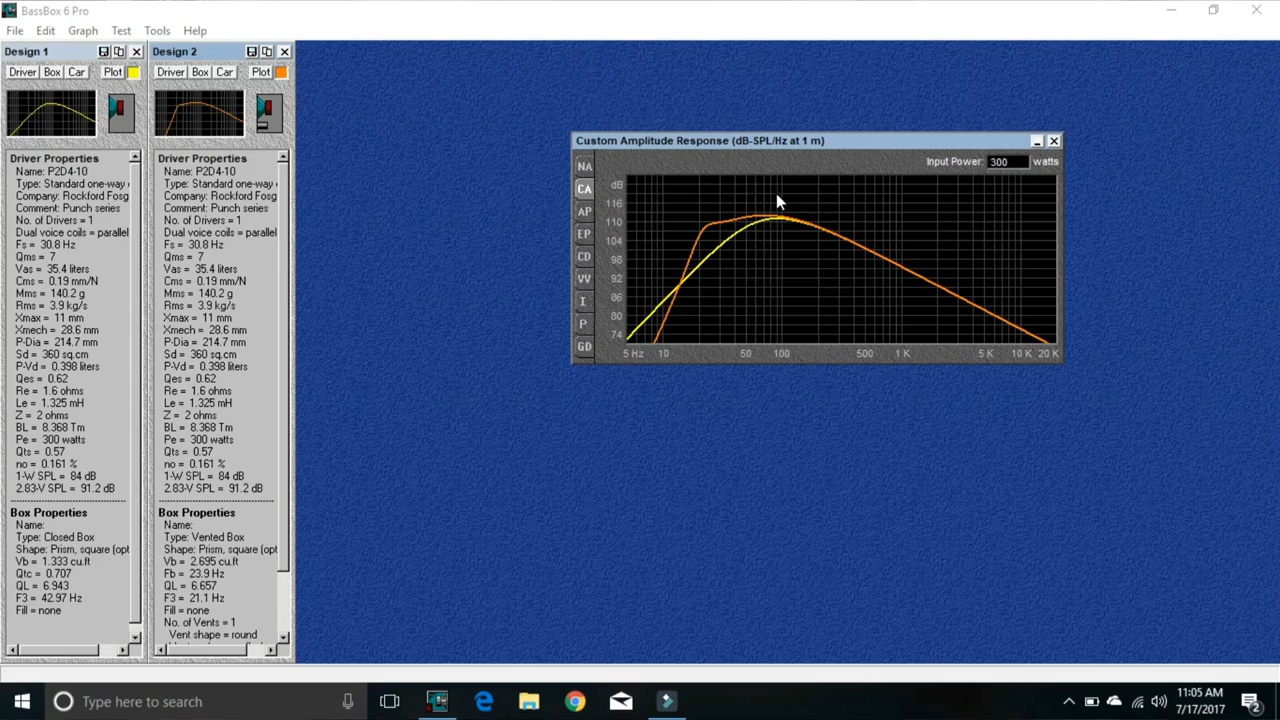 BassBox 6 Pro
File Edit Graph Test Tools Help
Design 1
Driver Box Car Plot
Driver Properties
Name: P2D4-10
Type: Standard one-way
Company: Rockford Fosg
Comment: Punch series
No. of Drivers = 1
Dual voice coils = parallel
Fs = 30.8 Hz
Qms = 7
Vas = 35.4 liters
Cms = 0.19 mm/N
Mms = 140.2 g
Rms = 3.9 kg/s
Xmax = 11 mm
Xmech = 28.6 mm
P-Dia = 214.7 mm
Sd = 360 sq.cm
P-Vd = 0.398 liters
Qes = 0.62
Re = 1.6 ohms
Le = 1.325 mH
Z = 2 ohms
BL = 8.368 Tm
Pe = 300 watts
Qts = 0.57
no = 0.161 %
1-W SPL = 84 dB
2.83-V SPL = 91.2 dB
Box Properties
Name:
Type: Closed Box
Shape: Prism, square (opt
Vb = 1.333 cu.ft
Qtc = 0.707
QL = 6.943
F3 = 42.97 Hz
Fill = none
Design 2
Driver Box Car Plot
Driver Properties
Name: P2D4-10
Type: Standard one-way
Company: Rockford Fosg
Comment: Punch series
No. of Drivers = 1
Dual voice coils = parallel
Fs = 30.8 Hz
Qms = 7
Vas = 35.4 liters
Cms = 0.19 mm/N
Mms = 140.2 g
Rms = 3.9 kg/s
Xmax = 11 mm
Xmech = 28.6 mm
P-Dia = 214.7 mm
Sd = 360 sq.cm
P-Vd = 0.398 liters
Qes = 0.62
Re = 1.6 ohms
Le = 1.325 mH
Z = 2 ohms
BL = 8.368 Tm
Pe = 300 watts
Qts = 0.57
no = 0.161 %
1-W SPL = 84 dB
2.83-V SPL = 91.2 dB
Box Properties
Name:
Type: Vented Box
Shape: Prism, square (opt
Vb = 2.695 cu.ft
Fb = 23.9 Hz
QL = 6.657
F3 = 21.1 Hz
Fill = none
No. of Vents = 1
Vent shape = round
Custom Amplitude Response (dB-SPL/Hz at 1 m)
Input Power: 300 watts
NA
CA
AP
EP
CD
VV
I
P
GD
dB
116
110
104
98
92
86
80
74
5 Hz 10 50 100 500 1 K 5 K 10 K 20 K
Type here to search
11:05 AM
7/17/2017
2